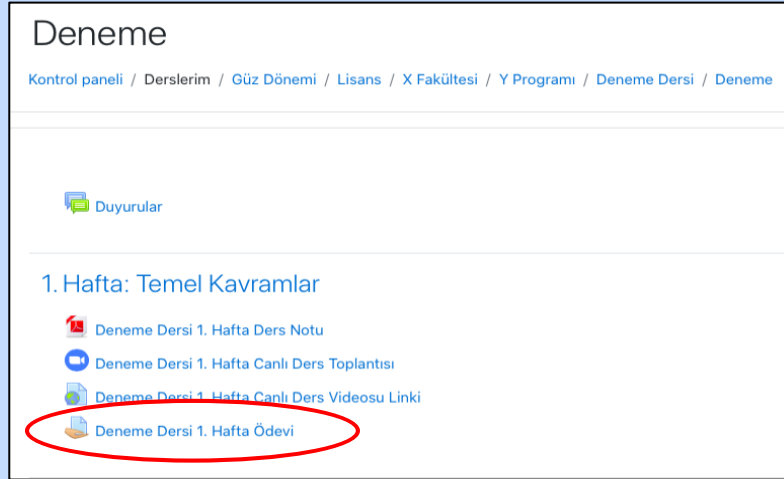 Deneme
Kontrol paneli / Derslerim / Güz Dönemi / Lisans / X Fakültesi / Y Programı / Deneme Dersi / Deneme
Duyurular
1. Hafta: Temel Kavramlar
Deneme Dersi 1. Hafta Ders Notu
Deneme Dersi 1. Hafta Canlı Ders Toplantısı
Deneme Dersi 1. Hafta Canlı Ders Videosu Linki
Deneme Dersi 1. Hafta Ödevi